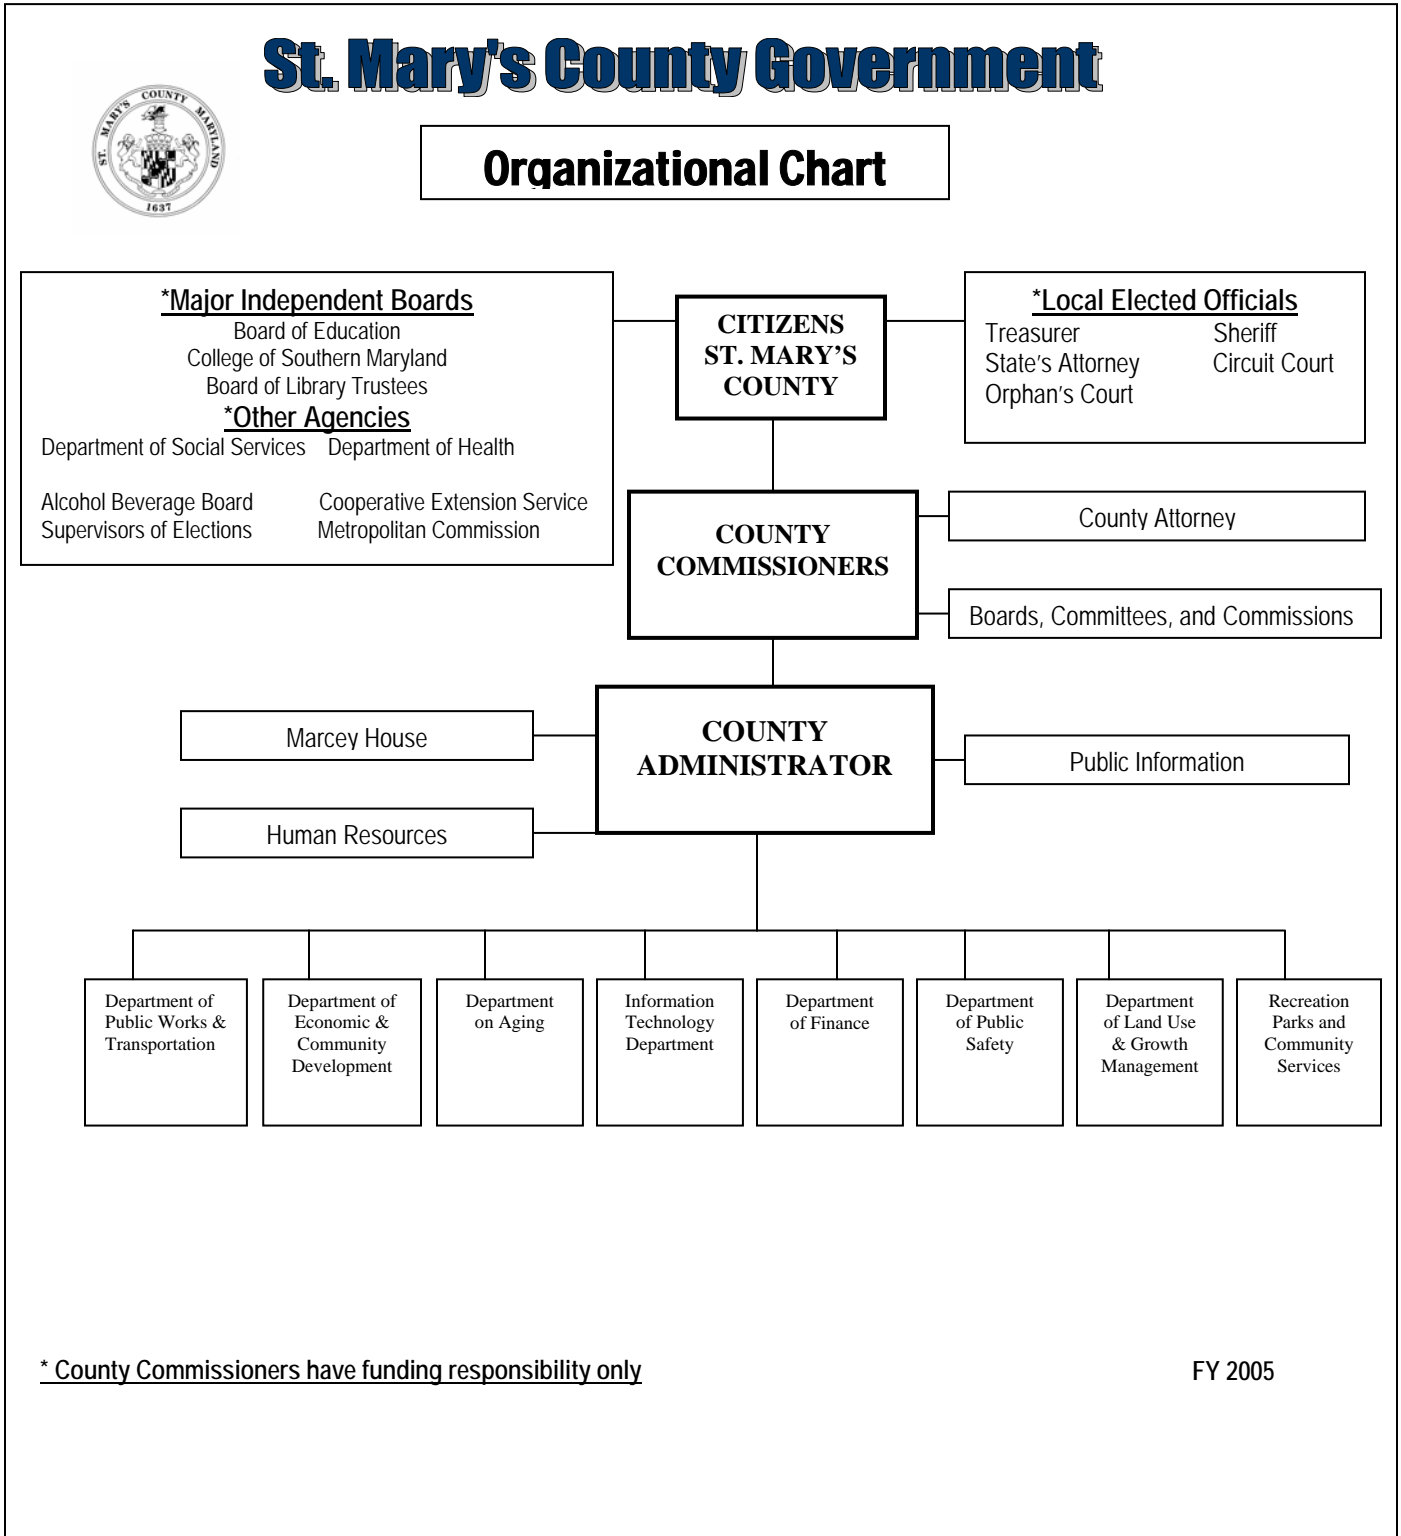 St. Mary's County Government
ST. MARY'S COUNTY MARYLAND
1637
Organizational Chart
*Major Independent Boards
Board of Education
College of Southern Maryland
Board of Library Trustees
*Other Agencies
Department of Social Services Department of Health
Alcohol Beverage Board Cooperative Extension Service
Supervisors of Elections Metropolitan Commission
CITIZENS
ST. MARY’S
COUNTY
*Local Elected Officials
Treasurer Sheriff
State’s Attorney Circuit Court
Orphan’s Court
COUNTY
COMMISSIONERS
County Attorney
Boards, Committees, and Commissions
Marcey House
COUNTY
ADMINISTRATOR
Public Information
Human Resources
Department of
Public Works &
Transportation
Department of
Economic &
Community
Development
Department
on Aging
Information
Technology
Department
Department
of Finance
Department
of Public
Safety
Department
of Land Use
& Growth
Management
Recreation
Parks and
Community
Services
* County Commissioners have funding responsibility only
FY 2005